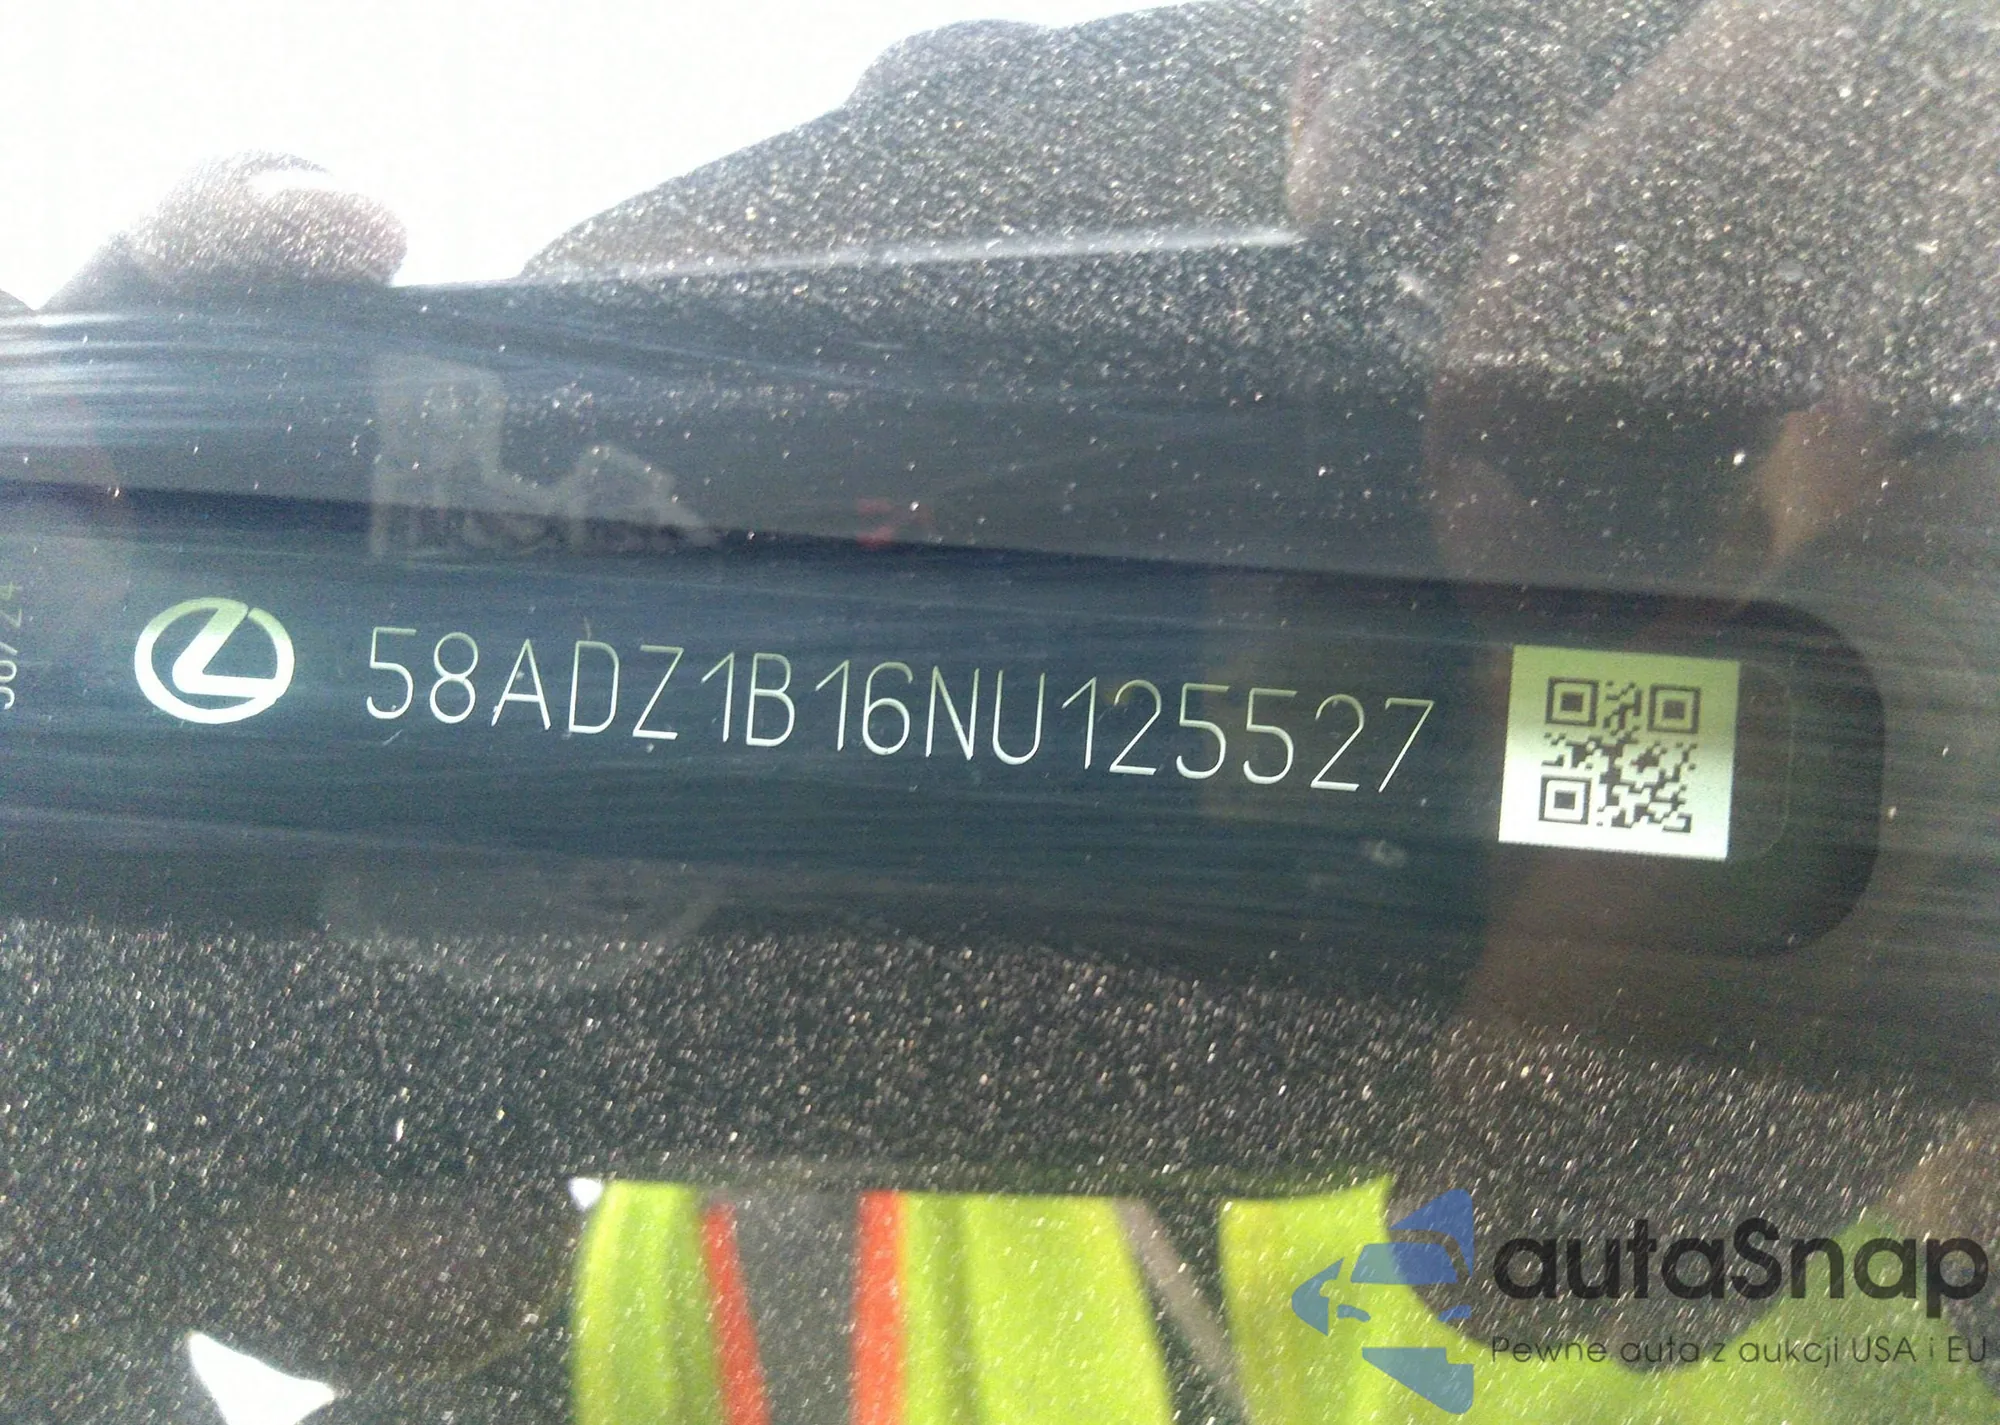 58ADZ1B16NU125527
autaSnap
Pewne auta z aukcji USA i EU